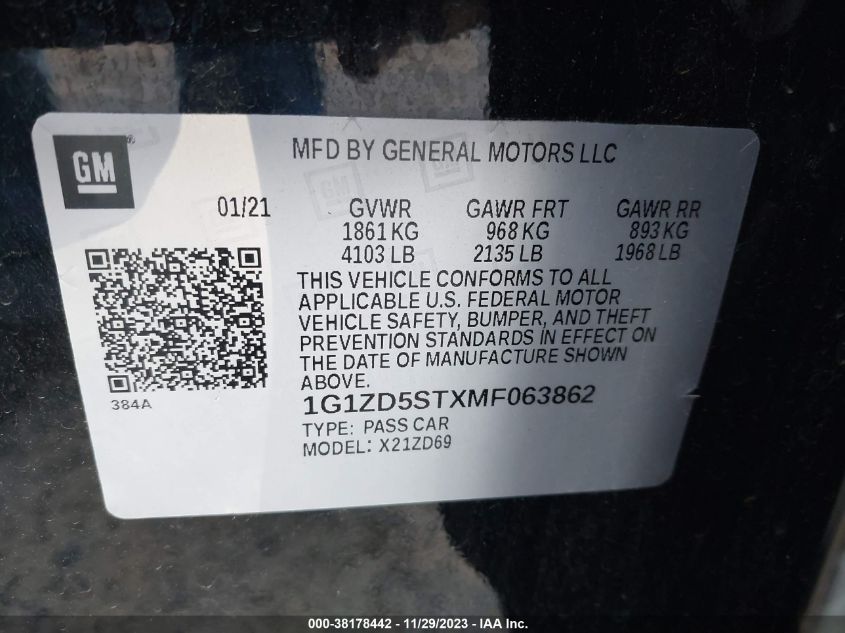 GM®
MFD BY GENERAL MOTORS LLC
01/21 GVWR GAWR FRT GAWR RR
1861 KG 968 KG 893 KG
4103 LB 2135 LB 1968 LB
THIS VEHICLE CONFORMS TO ALL
APPLICABLE U.S. FEDERAL MOTOR
VEHICLE SAFETY, BUMPER, AND THEFT
PREVENTION STANDARDS IN EFFECT ON
THE DATE OF MANUFACTURE SHOWN
ABOVE.
384A
1G1ZD5STXMF063862
TYPE: PASS CAR
MODEL: X21ZD69
000-38178442 - 11/29/2023 - IAA Inc.